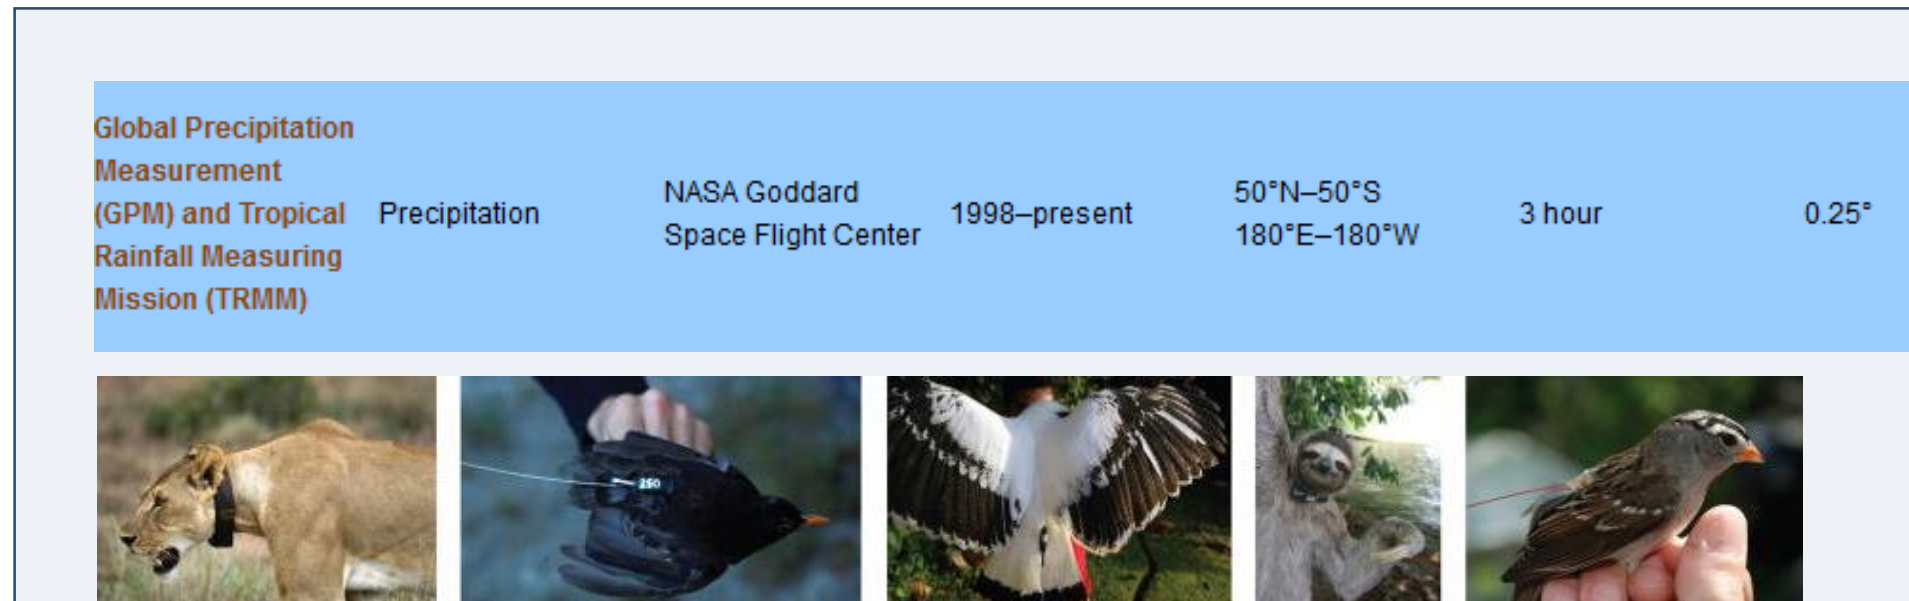 Global Precipitation
Measurement
(GPM) and Tropical
Rainfall Measuring
Mission (TRMM)
Precipitation
NASA Goddard
Space Flight Center
1998–present
50°N–50°S
180°E–180°W
3 hour
0.25°
250